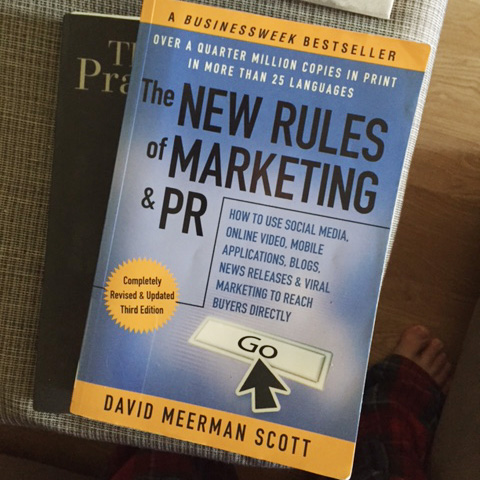 A BUSINESSWEEK BESTSELLER
OVER A QUARTER MILLION COPIES IN PRINT
IN MORE THAN 25 LANGUAGES
The NEW RULES
of MARKETING
& PR
HOW TO USE SOCIAL MEDIA,
ONLINE VIDEO, MOBILE
APPLICATIONS, BLOGS,
NEWS RELEASES & VIRAL
MARKETING TO REACH
BUYERS DIRECTLY
Completely
Revised & Updated
Third Edition
Go
DAVID MEERMAN SCOTT